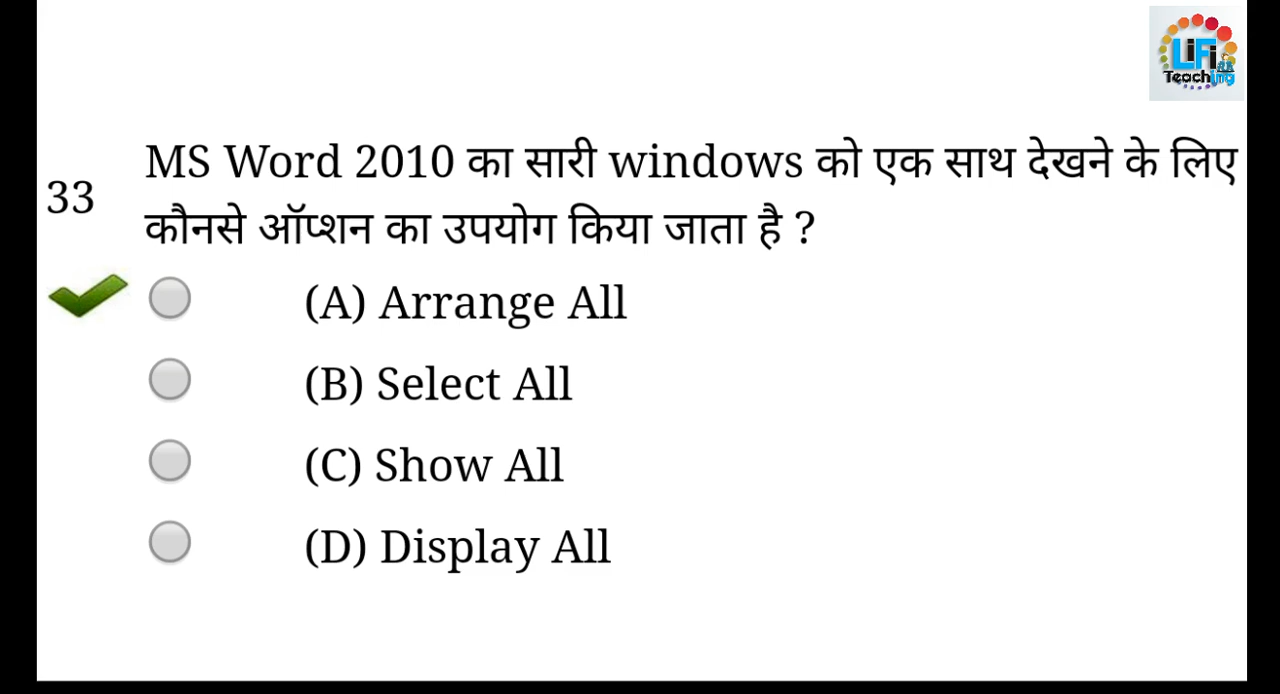 LiFi
Teaching
MS Word 2010 का सारी windows को एक साथ देखने के लिए
33
कौनसे ऑप्शन का उपयोग किया जाता है ?
(A) Arrange All
(B) Select All
(C) Show All
(D) Display All